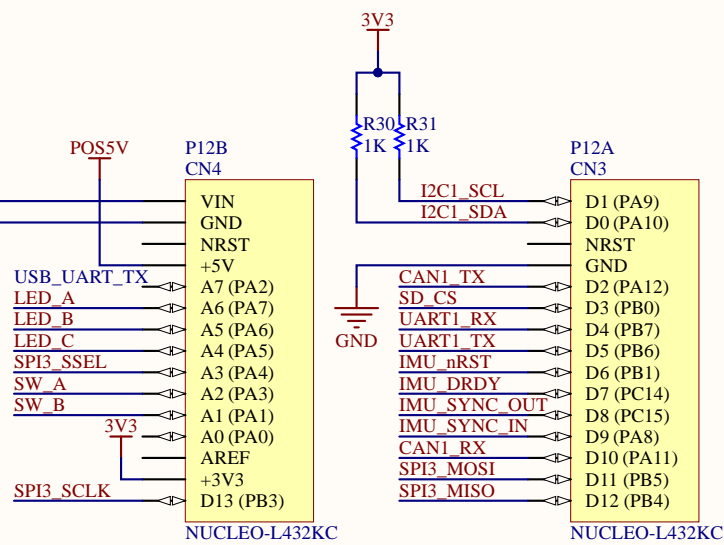 3V3
R30
1K
R31
1K
POS5V
P12B
CN4
VIN
GND
NRST
+5V
USB_UART_TX
A7 (PA2)
LED_A
A6 (PA7)
LED_B
A5 (PA6)
LED_C
A4 (PA5)
SPI3_SSEL
A3 (PA4)
SW_A
A2 (PA3)
SW_B
A1 (PA1)
3V3
A0 (PA0)
AREF
+3V3
SPI3_SCLK
D13 (PB3)
NUCLEO-L432KC
P12A
CN3
I2C1_SCL
D1 (PA9)
I2C1_SDA
D0 (PA10)
NRST
GND
GND
CAN1_TX
D2 (PA12)
SD_CS
D3 (PB0)
UART1_RX
D4 (PB7)
UART1_TX
D5 (PB6)
IMU_nRST
D6 (PB1)
IMU_DRDY
D7 (PC14)
IMU_SYNC_OUT
D8 (PC15)
IMU_SYNC_IN
D9 (PA8)
CAN1_RX
D10 (PA11)
SPI3_MOSI
D11 (PB5)
SPI3_MISO
D12 (PB4)
NUCLEO-L432KC